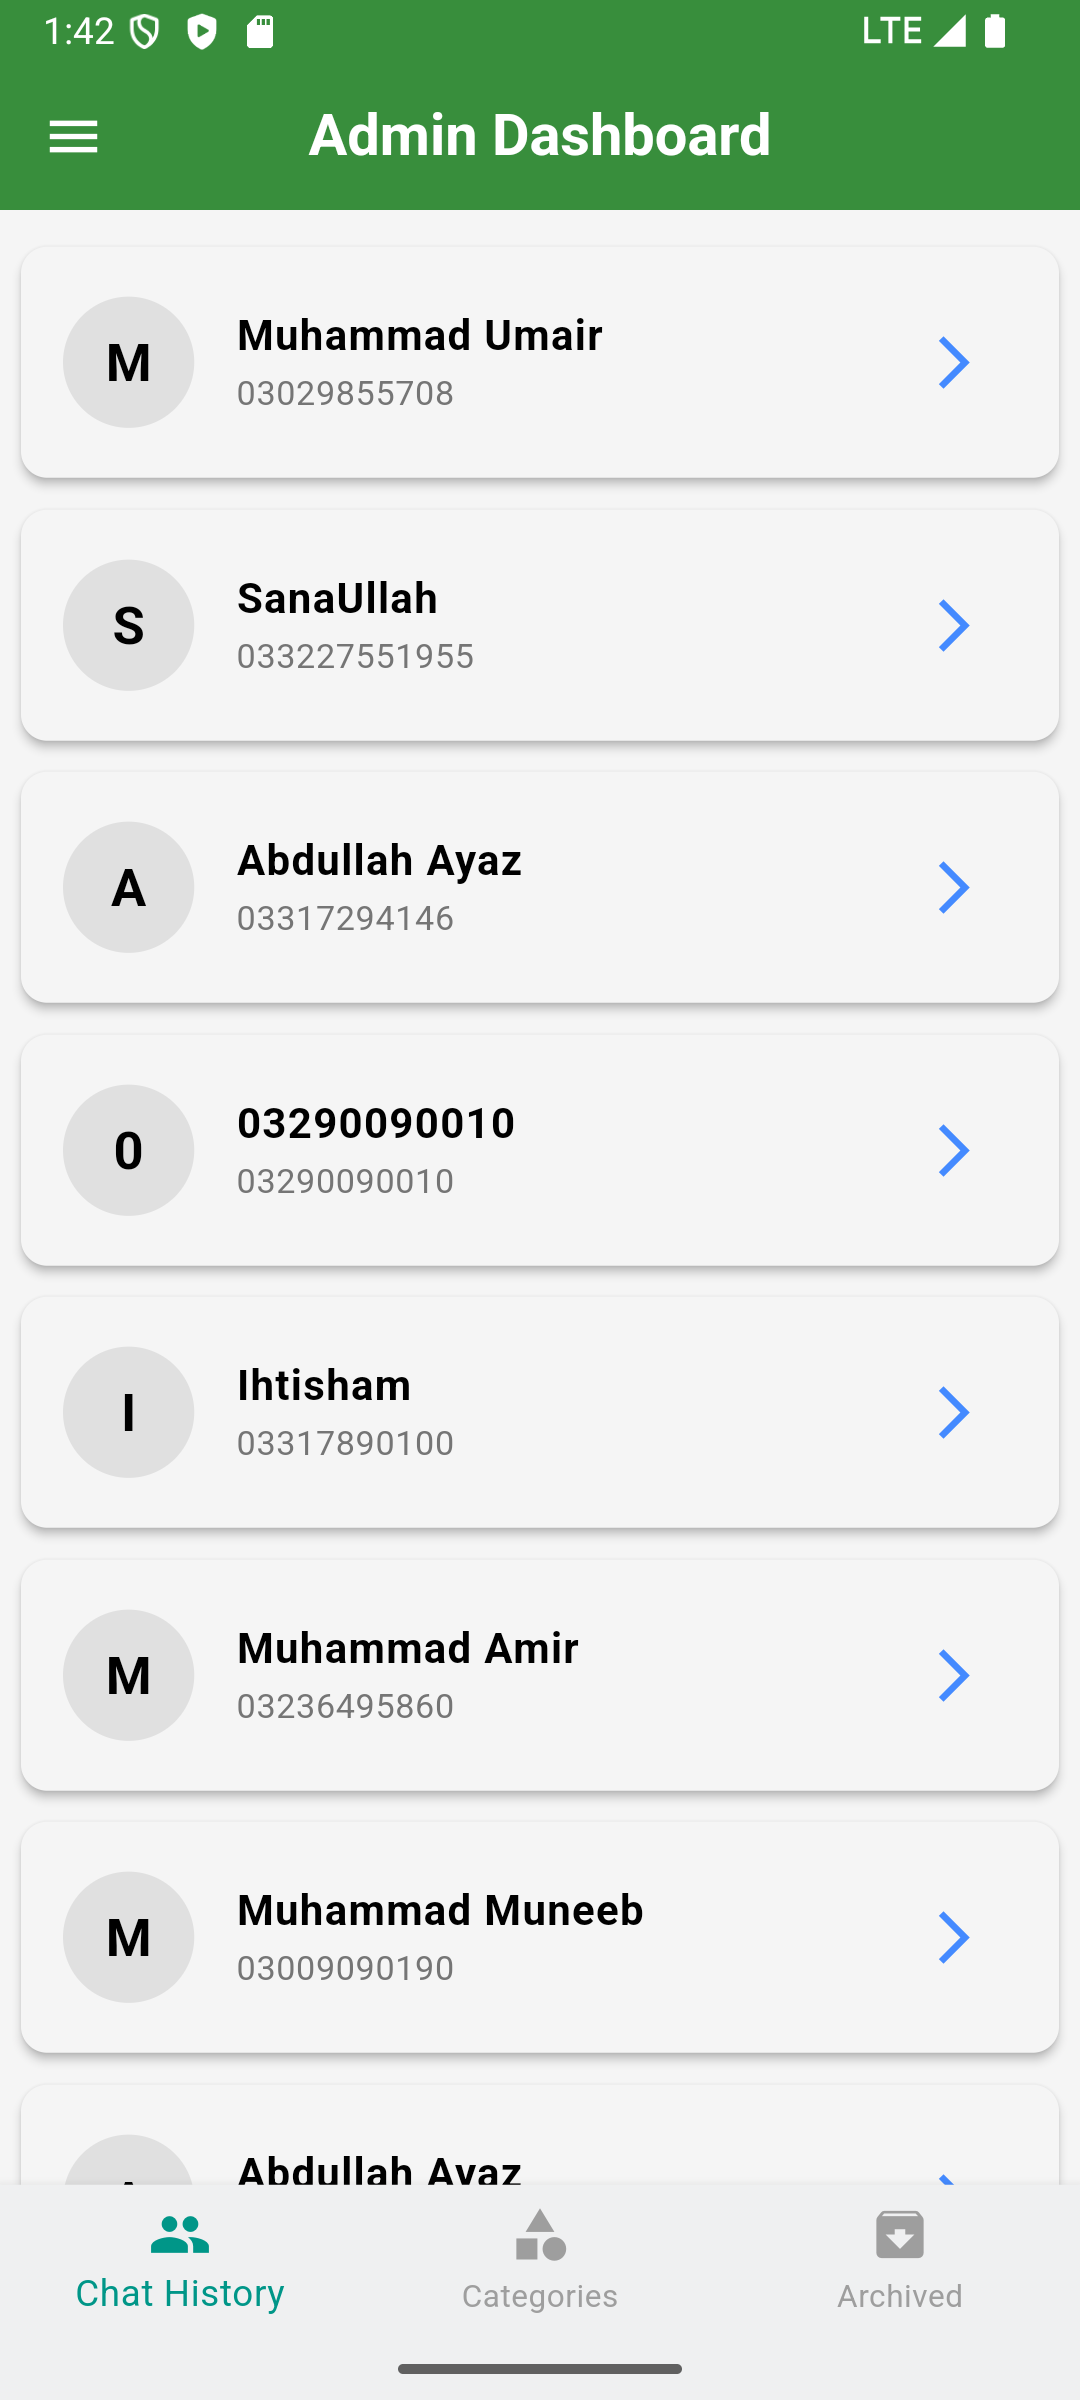 1:42 LTE
Admin Dashboard
M
Muhammad Umair
03029855708
S
SanaUllah
033227551955
A
Abdullah Ayaz
03317294146
0
03290090010
03290090010
I
Ihtisham
03317890100
M
Muhammad Amir
03236495860
M
Muhammad Muneeb
03009090190
Abdullah Ayaz
Chat History
Categories
Archived